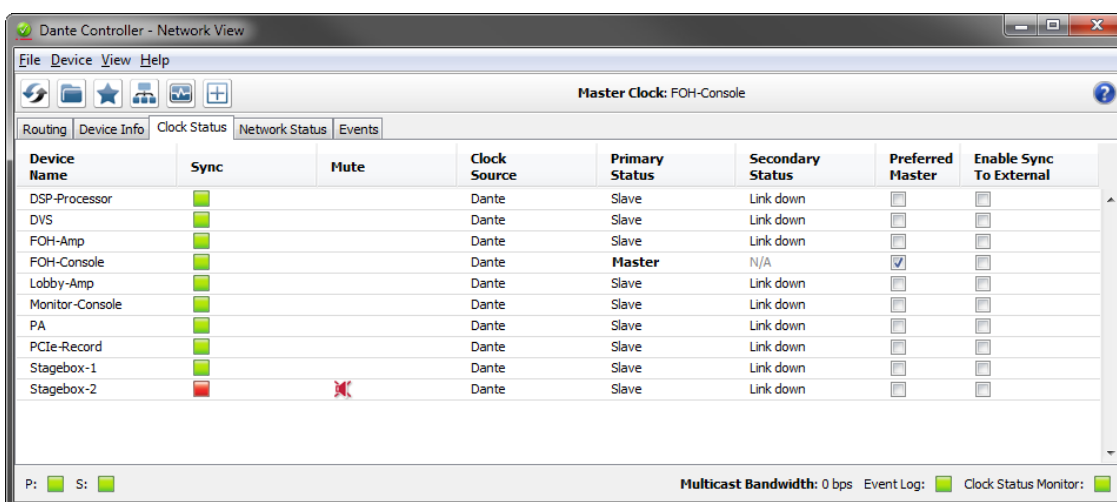 Dante Controller - Network View
File Device View Help
Master Clock: FOH-Console
?
Routing Device Info Clock Status Network Status Events
Device Name Sync Mute Clock Source Primary Status Secondary Status Preferred Master Enable Sync To External
DSP-Processor Dante Slave Link down
DVS Dante Slave Link down
FOH-Amp Dante Slave Link down
FOH-Console Dante Master N/A
Lobby-Amp Dante Slave Link down
Monitor-Console Dante Slave Link down
PA Dante Slave Link down
PCIe-Record Dante Slave Link down
Stagebox-1 Dante Slave Link down
Stagebox-2 Dante Slave Link down
P: S: Multicast Bandwidth: 0 bps Event Log: Clock Status Monitor: